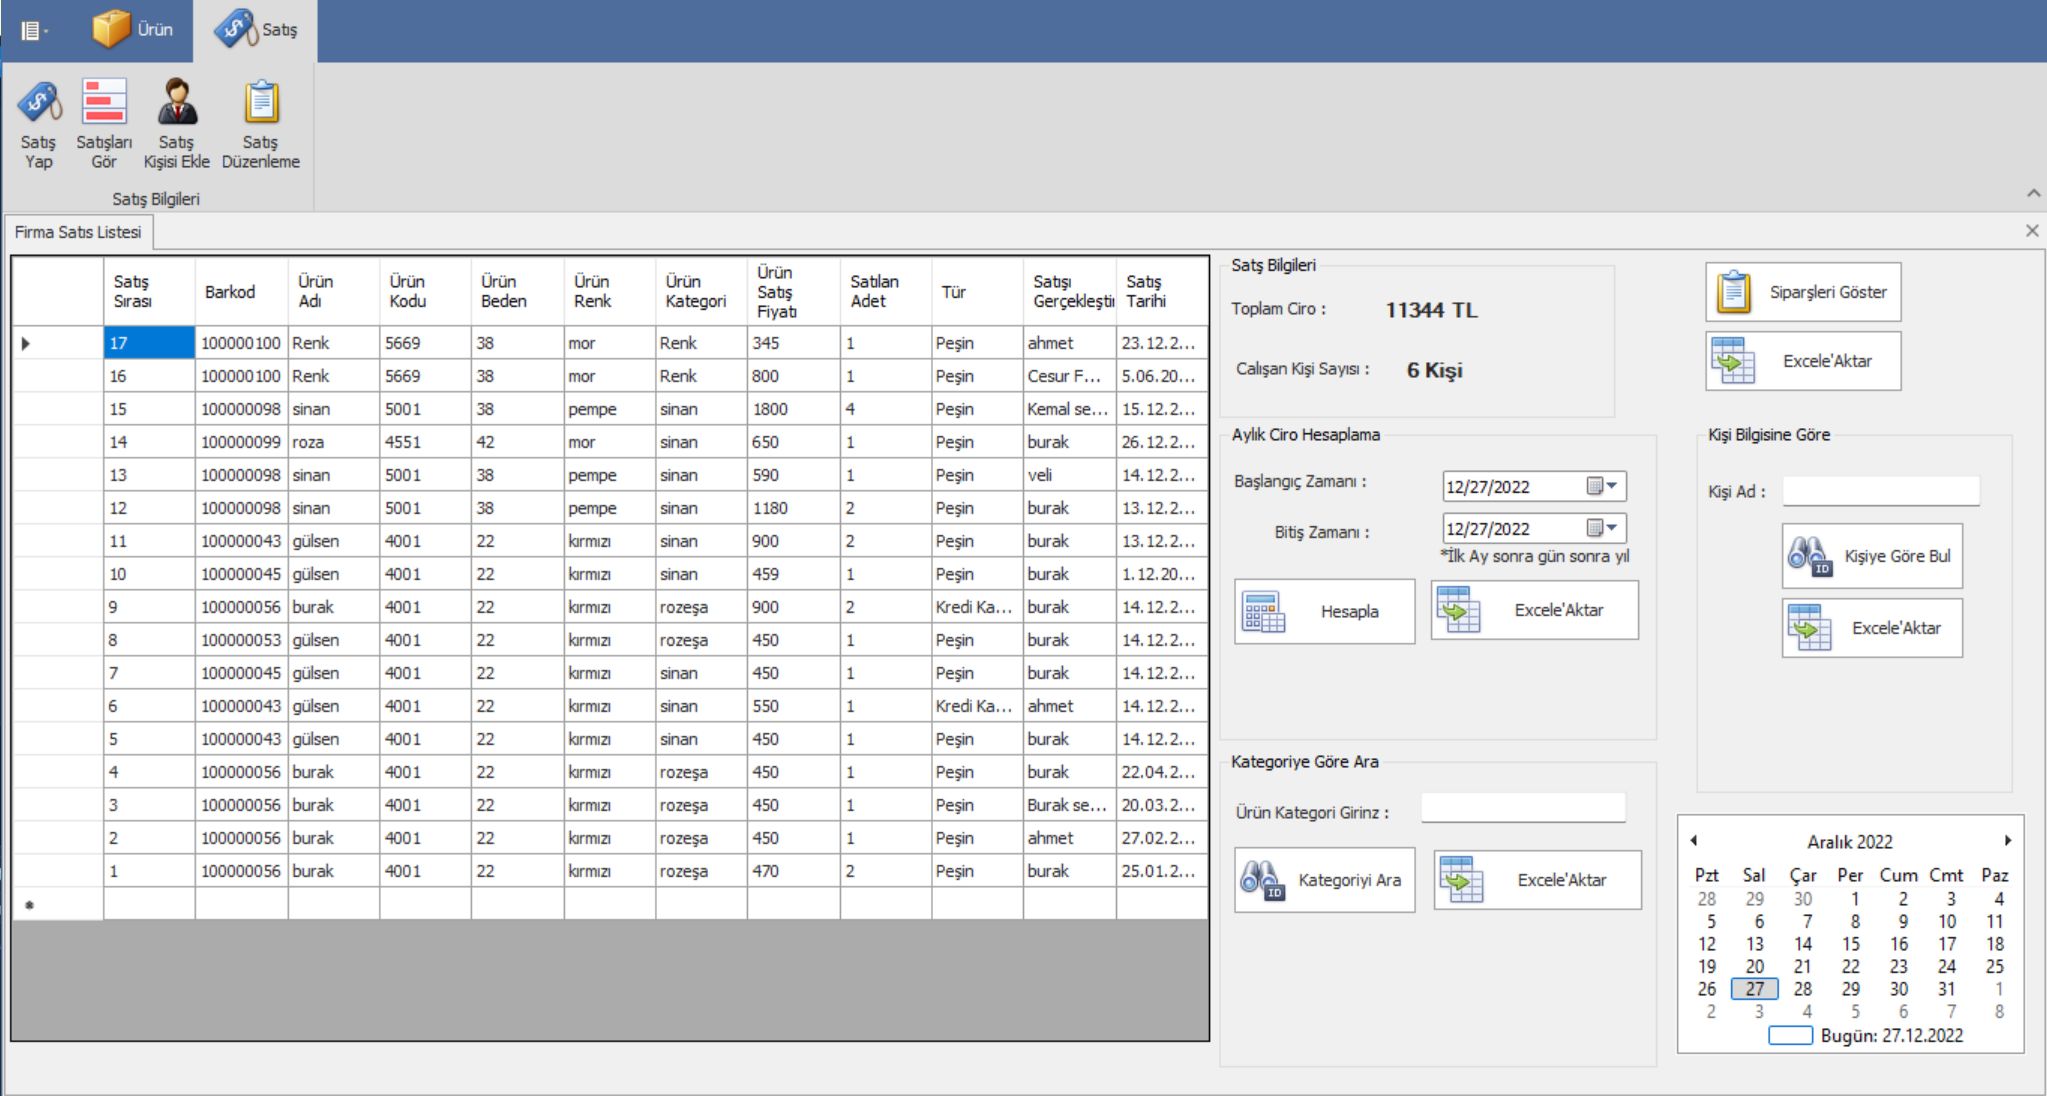 Ürün
Satış
Satış Yap
Satışları Gör
Satış Kişisi Ekle
Satış Düzenleme
Satış Bilgileri
Firma Satıs Listesi
Satış Sırası Barkod Ürün Adı Ürün Kodu Ürün Beden Ürün Renk Ürün Kategori Ürün Satış Fiyatı Satılan Adet Tür Satışı Gerçekleştir Satış Tarihi
17 100000100 Renk 5669 38 mor Renk 345 1 Peşin ahmet 23.12.2...
16 100000100 Renk 5669 38 mor Renk 800 1 Peşin Cesur F... 5.06.20...
15 100000098 sinan 5001 38 pempe sinan 1800 4 Peşin Kemal se... 15.12.2...
14 100000099 roza 4551 42 mor sinan 650 1 Peşin burak 26.12.2...
13 100000098 sinan 5001 38 pempe sinan 590 1 Peşin veli 14.12.2...
12 100000098 sinan 5001 38 pempe sinan 1180 2 Peşin burak 13.12.2...
11 100000043 gülsen 4001 22 kırmızı sinan 900 2 Peşin burak 13.12.2...
10 100000045 gülsen 4001 22 kırmızı sinan 459 1 Peşin burak 1.12.20...
9 100000056 burak 4001 22 kırmızı rozeşa 900 2 Kredi Ka... burak 14.12.2...
8 100000053 gülsen 4001 22 kırmızı rozeşa 450 1 Peşin burak 14.12.2...
7 100000045 gülsen 4001 22 kırmızı sinan 450 1 Peşin burak 14.12.2...
6 100000043 gülsen 4001 22 kırmızı sinan 550 1 Kredi Ka... ahmet 14.12.2...
5 100000043 gülsen 4001 22 kırmızı sinan 450 1 Peşin burak 14.12.2...
4 100000056 burak 4001 22 kırmızı rozeşa 450 1 Peşin burak 22.04.2...
3 100000056 burak 4001 22 kırmızı rozeşa 450 1 Peşin Burak se... 20.03.2...
2 100000056 burak 4001 22 kırmızı rozeşa 450 1 Peşin ahmet 27.02.2...
1 100000056 burak 4001 22 kırmızı rozeşa 470 2 Peşin burak 25.01.2...
Satş Bilgileri
Toplam Ciro : 11344 TL
Calışan Kişi Sayısı : 6 Kişi
Aylık Ciro Hesaplama
Başlangıç Zamanı : 12/27/2022
Bitiş Zamanı : 12/27/2022
*İlk Ay sonra gün sonra yıl
Hesapla
Excele'Aktar
Kategoriye Göre Ara
Ürün Kategori Girinz :
ID
Kategoriyi Ara
Excele'Aktar
Siparşleri Göster
Excele'Aktar
Kişi Bilgisine Göre
Kişi Ad :
ID
Kişiye Göre Bul
Excele'Aktar
Aralık 2022
Pzt Sal Çar Per Cum Cmt Paz
28 29 30 1 2 3 4
5 6 7 8 9 10 11
12 13 14 15 16 17 18
19 20 21 22 23 24 25
26 27 28 29 30 31 1
2 3 4 5 6 7 8
Bugün: 27.12.2022